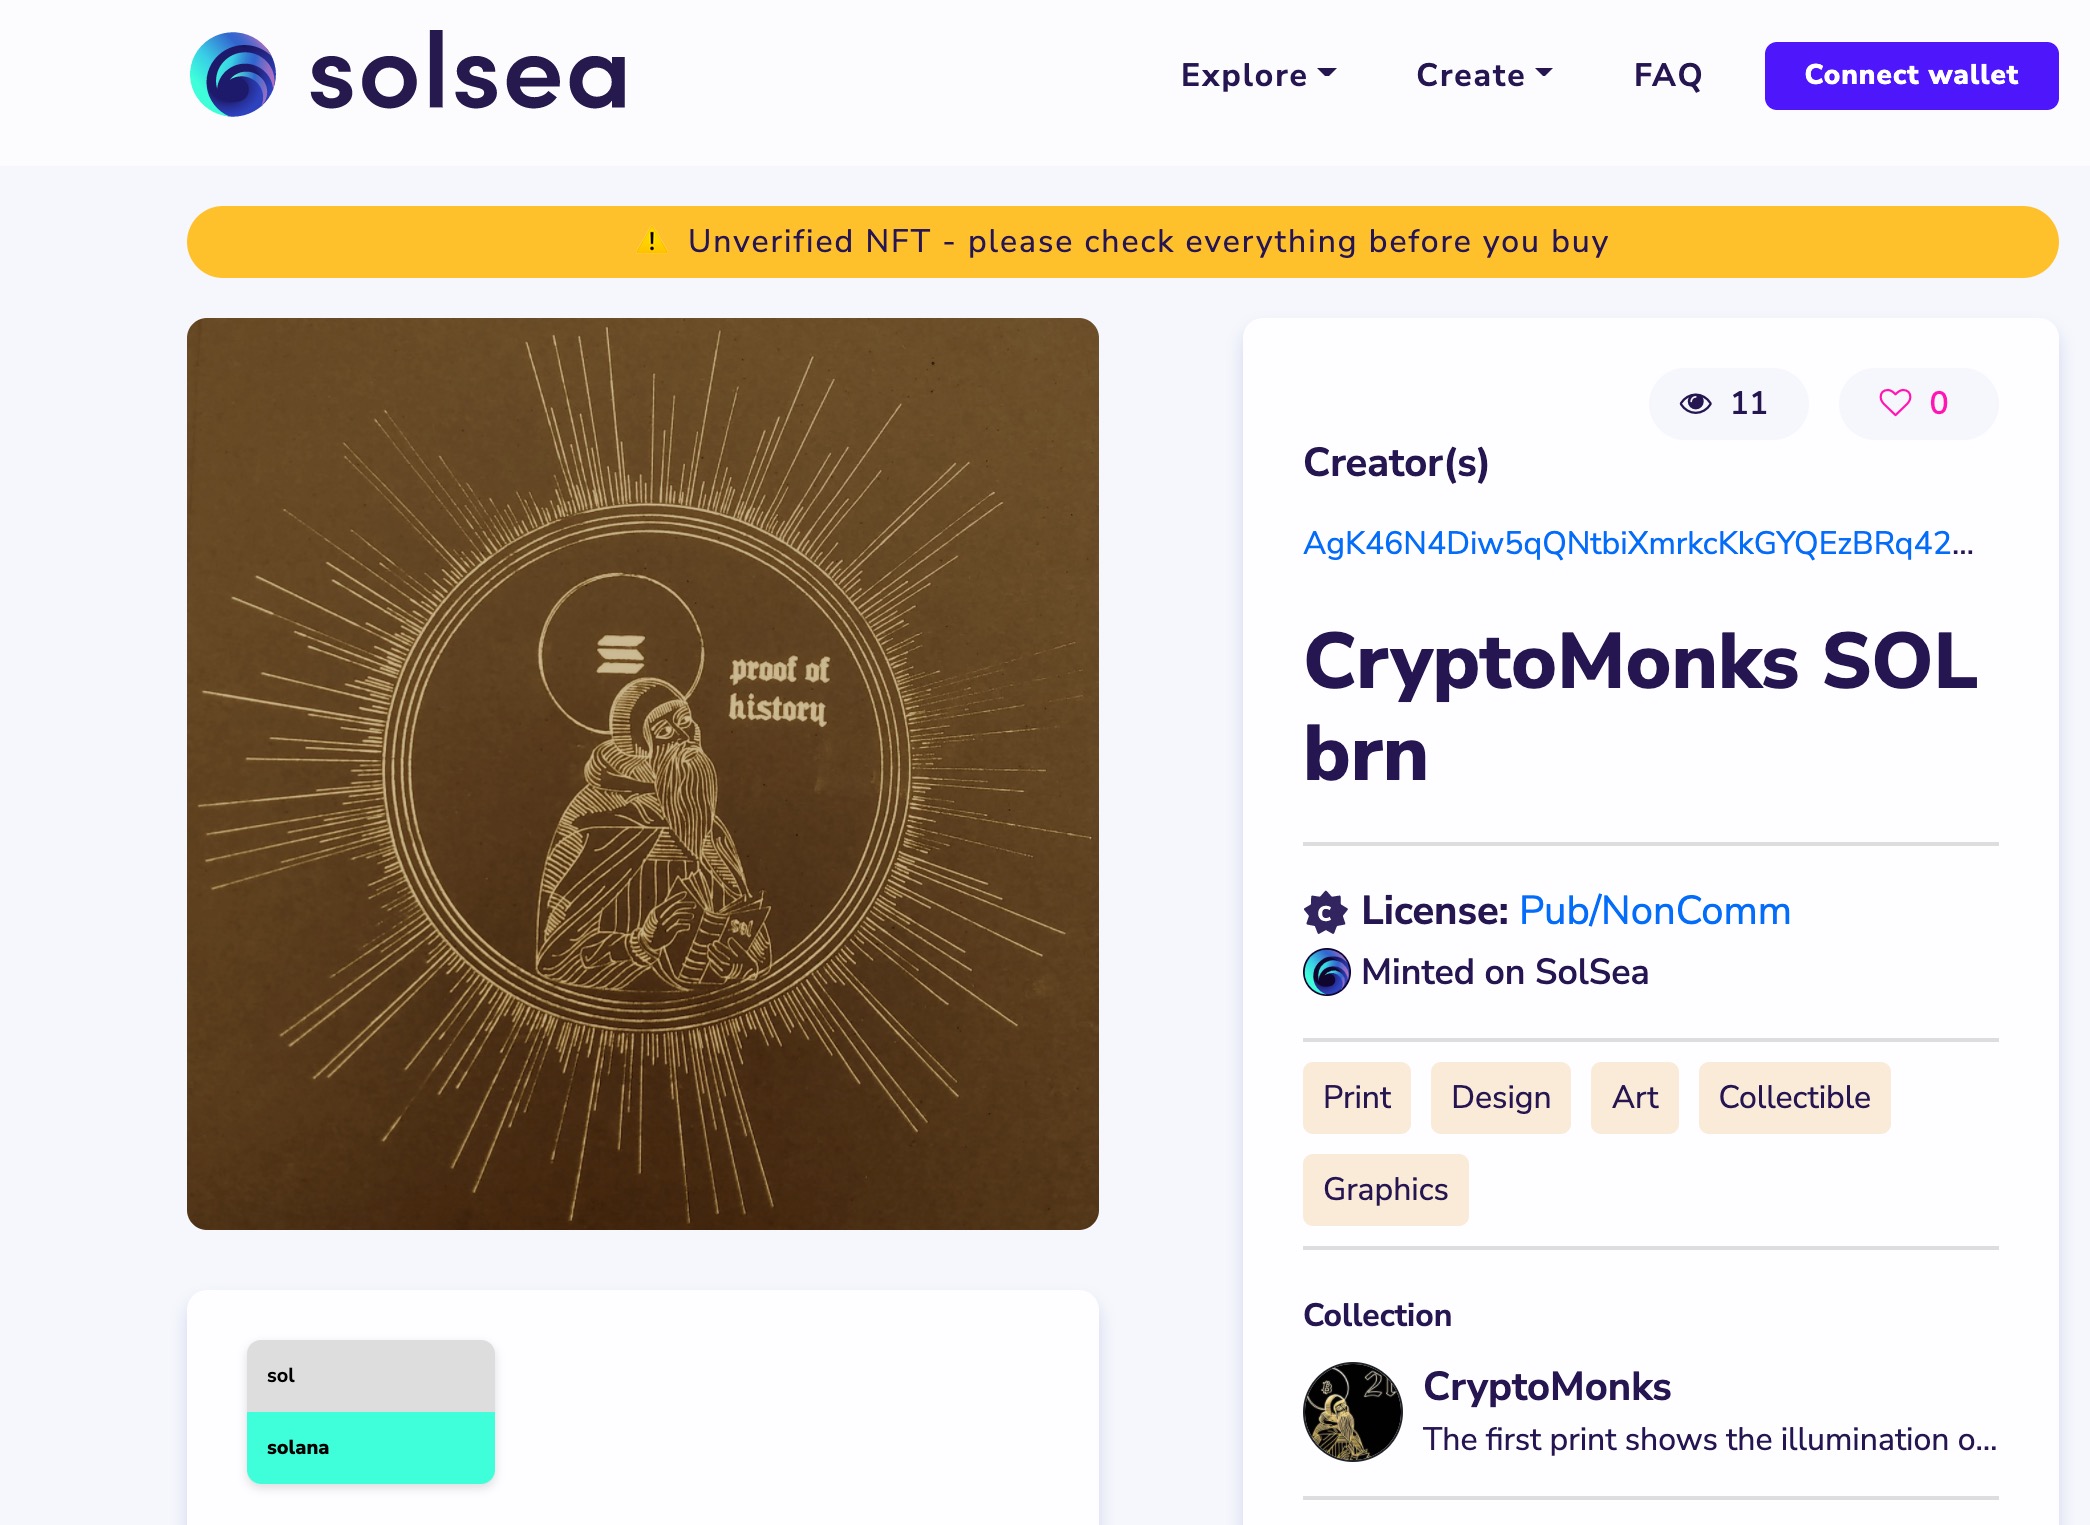 solsea
Explore
Create
FAQ
Connect wallet
Unverified NFT - please check everything before you buy
proof of
history
sol
11
0
Creator(s)
AgK46N4Diw5qQNtbiXmrkcKkGYQEzBRq42...
CryptoMonks SOL
brn
License: Pub/NonComm
Minted on SolSea
Print
Design
Art
Collectible
Graphics
Collection
21
CryptoMonks
The first print shows the illumination o...
sol
solana